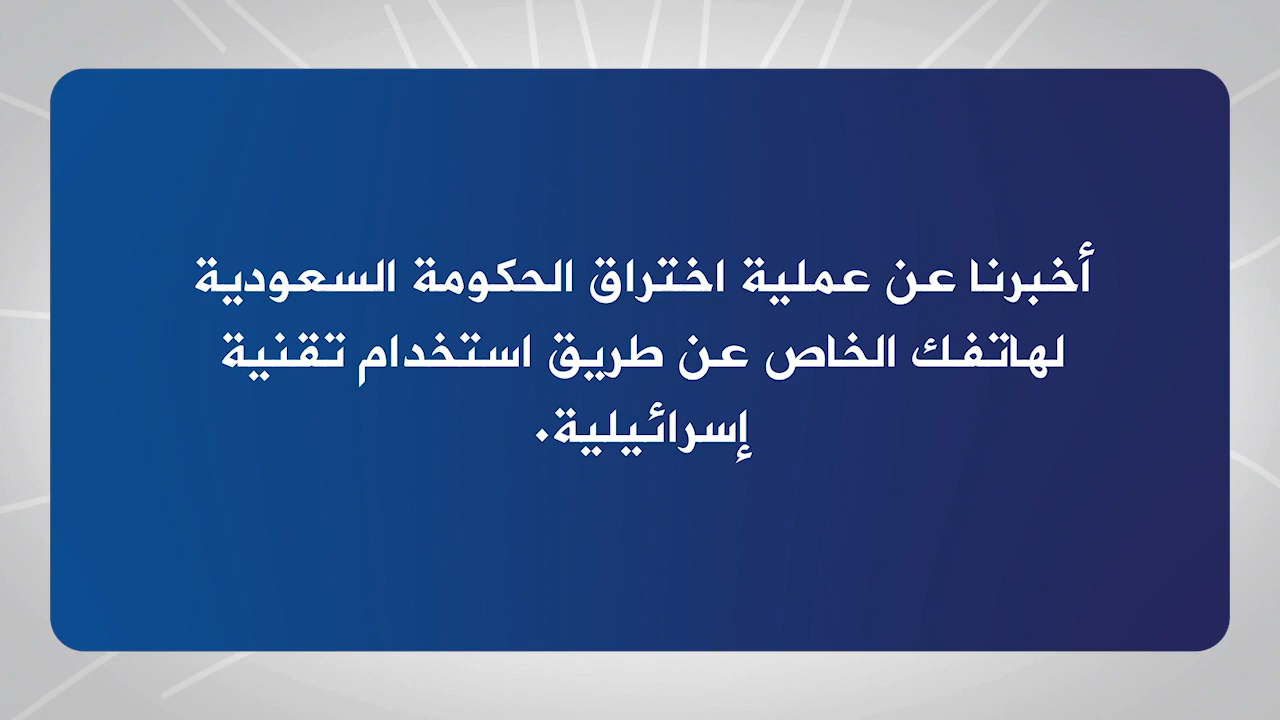 أخبرنا عن عملية اختراق الحكومة السعودية
لهاتفك الخاص عن طريق استخدام تقنية
إسرائيلية.